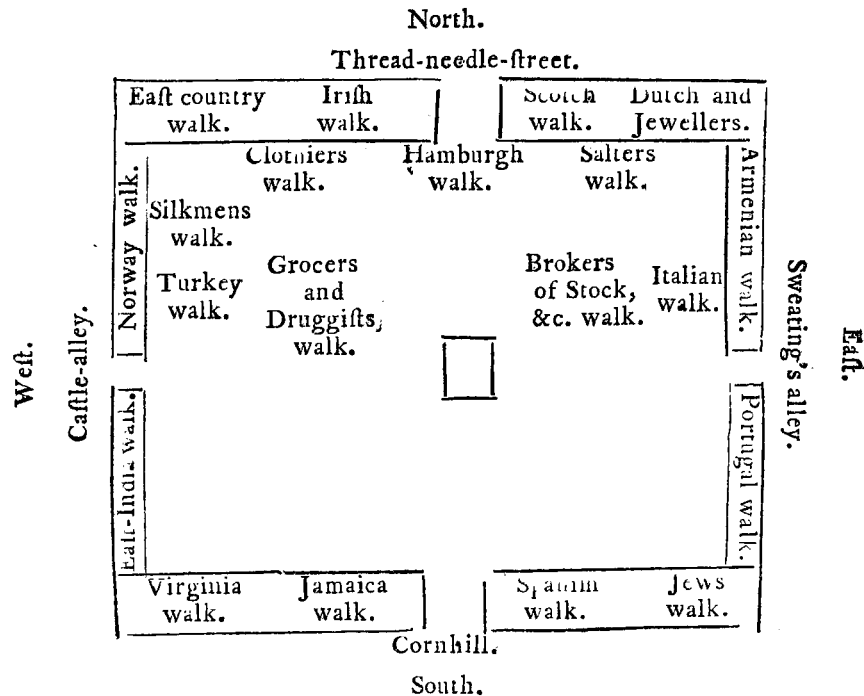 North.
Thread-needle-ſtreet.
Eaſt country
walk.
Iriſh
walk.
Scotch
walk.
Dutch and
Jewellers.
Clothiers
walk.
Hamburgh
walk.
Salters
walk.
Norway walk.
Armenian walk.
Silkmens
walk.
Turkey
walk.
Grocers
and
Druggiſts,
walk.
Brokers
of Stock,
&c. walk.
Italian
walk.
Weſt.
Caſtle-alley.
Sweating's alley.
Eaſt.
Eaſt-India walk.
Portugal walk.
Virginia
walk.
Jamaica
walk.
Spaniſh
walk.
Jews
walk.
Cornhill.
South.